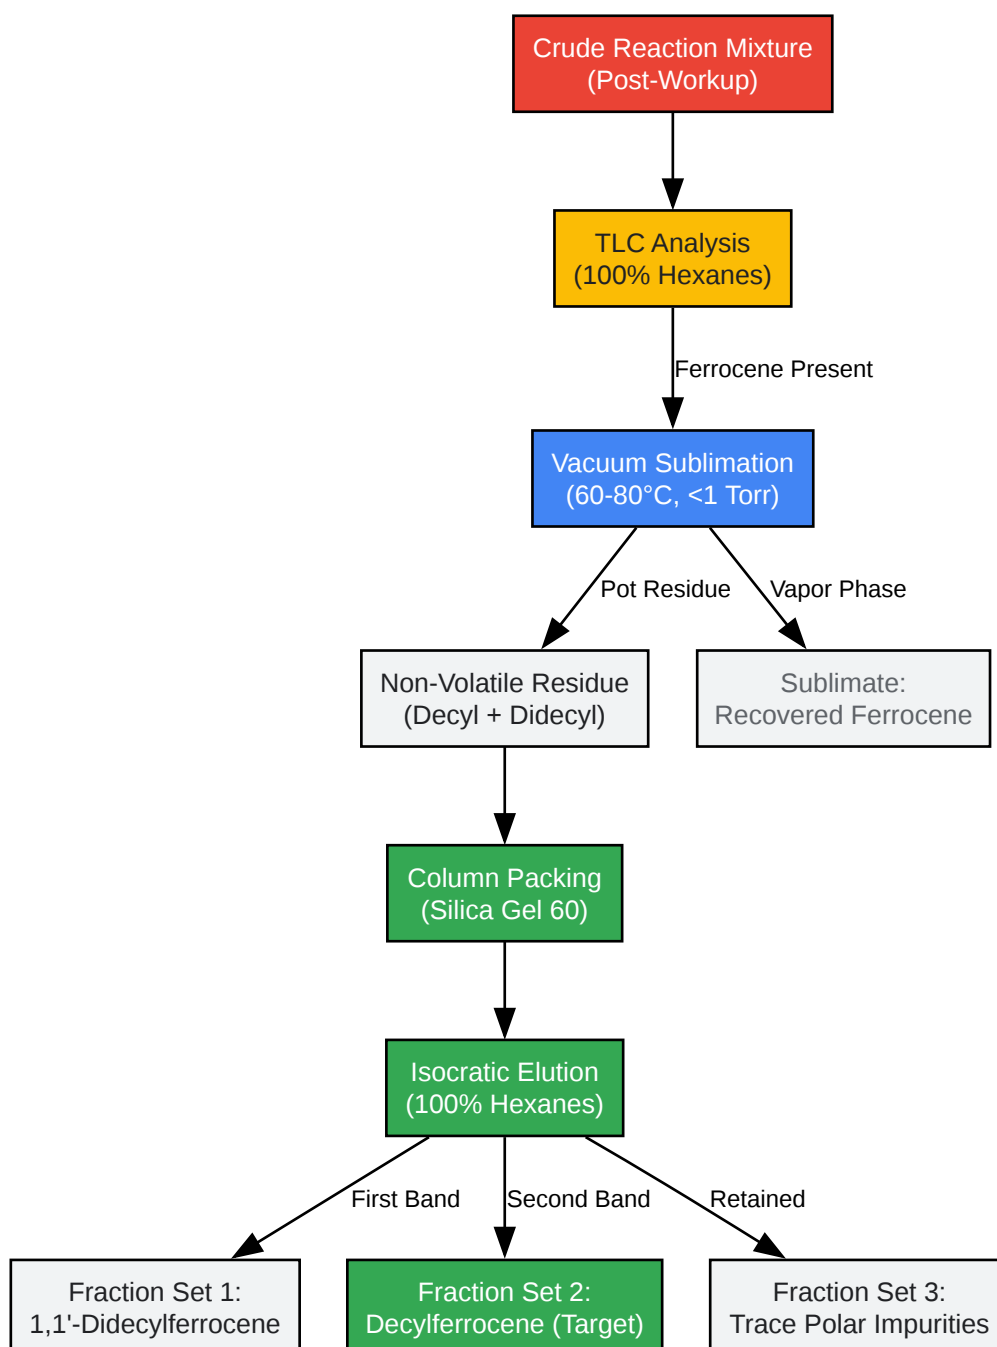 Crude Reaction Mixture
(Post-Workup)
TLC Analysis
(100% Hexanes)
Ferrocene Present
Vacuum Sublimation
(60-80°C, <1 Torr)
Pot Residue
Vapor Phase
Non-Volatile Residue
(Decyl + Didecyl)
Sublimate:
Recovered Ferrocene
Column Packing
(Silica Gel 60)
Isocratic Elution
(100% Hexanes)
First Band
Second Band
Retained
Fraction Set 1:
1,1'-Didecylferrocene
Fraction Set 2:
Decylferrocene (Target)
Fraction Set 3:
Trace Polar Impurities